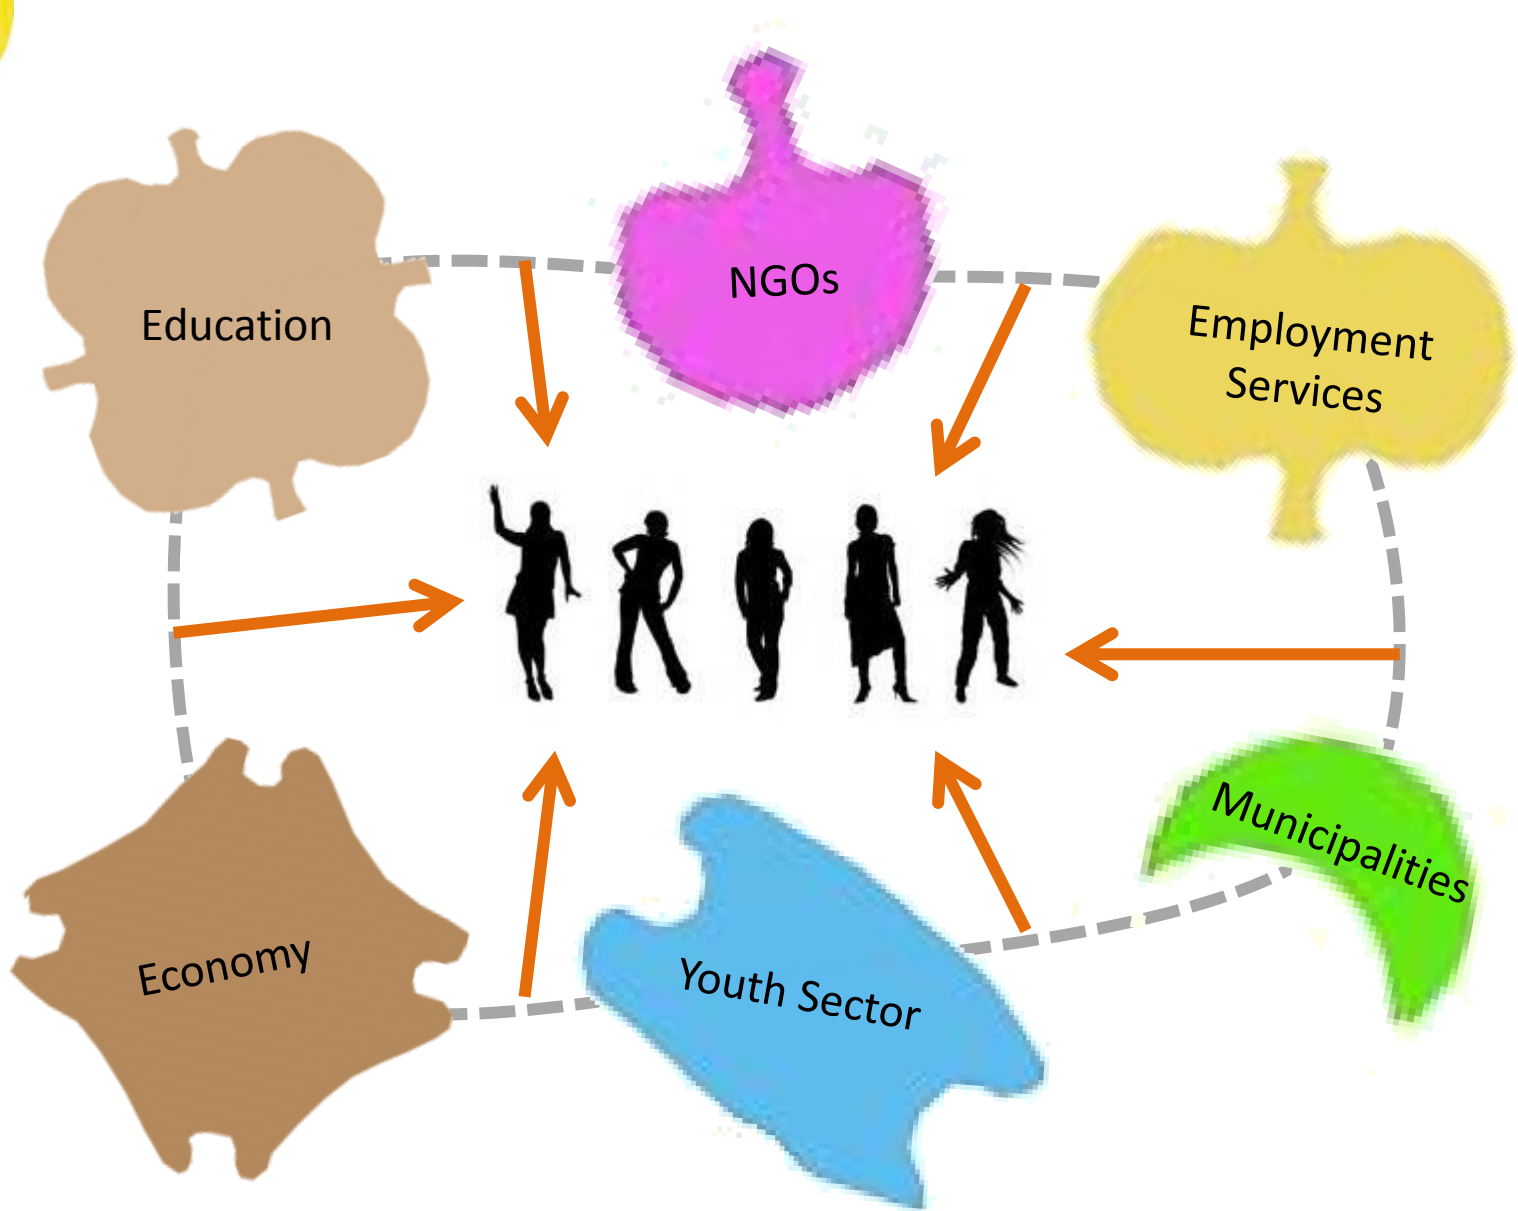 NGOs
Education
Employment
Services
Municipalities
Economy
Youth Sector